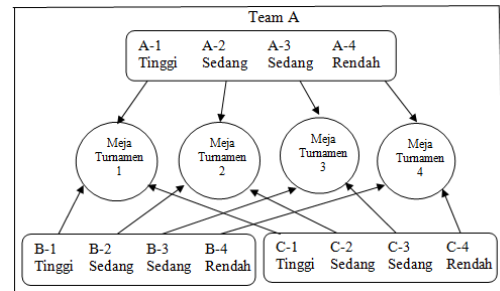 Team A
A-1 A-2 A-3 A-4
Tinggi Sedang Sedang Rendah
Meja
Turnamen
1
Meja
Turnamen
2
Meja
Turnamen
3
Meja
Turnamen
4
B-1 B-2 B-3 B-4
Tinggi Sedang Sedang Rendah
C-1 C-2 C-3 C-4
Tinggi Sedang Sedang Rendah